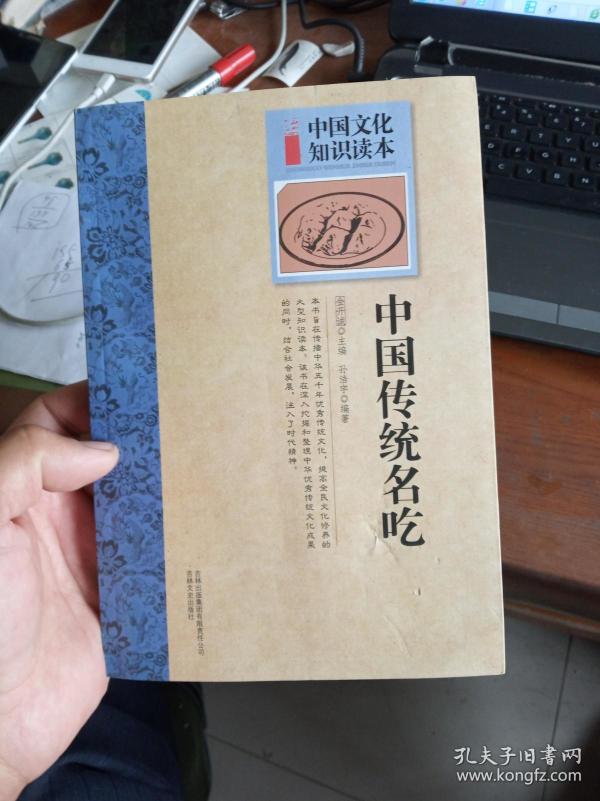 中国文化
知识读本
中国传统名吃
金开诚◎主编 孙浩宇◎编著
本书旨在传播中华五千年优秀传统文化，提高全民文化修养的
大型知识读本。该书在深入挖掘和整理中华优秀传统文化成果
的同时，结合社会发展，注入了时代精神。
吉林出版集团有限责任公司
吉林文史出版社
孔夫子旧书网
www.kongfz.com